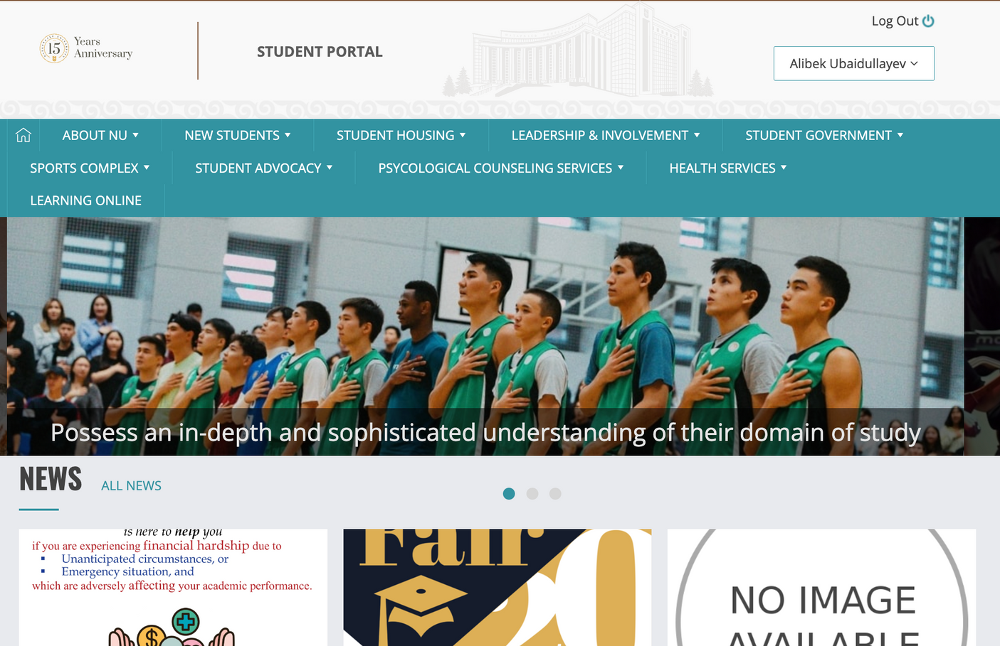 Log Out
15 Years
Anniversary
STUDENT PORTAL
Alibek Ubaidullayev
ABOUT NU
NEW STUDENTS
STUDENT HOUSING
LEADERSHIP & INVOLVEMENT
STUDENT GOVERNMENT
SPORTS COMPLEX
STUDENT ADVOCACY
PSYCOLOGICAL COUNSELING SERVICES
HEALTH SERVICES
LEARNING ONLINE
Possess an in-depth and sophisticated understanding of their domain of study
NEWS
ALL NEWS
is here to help you
if you are experiencing financial hardship due to
▪ Unanticipated circumstances, or
▪ Emergency situation, and
which are adversely affecting your academic performance.
$
Fair
NO IMAGE
AVAILABLE